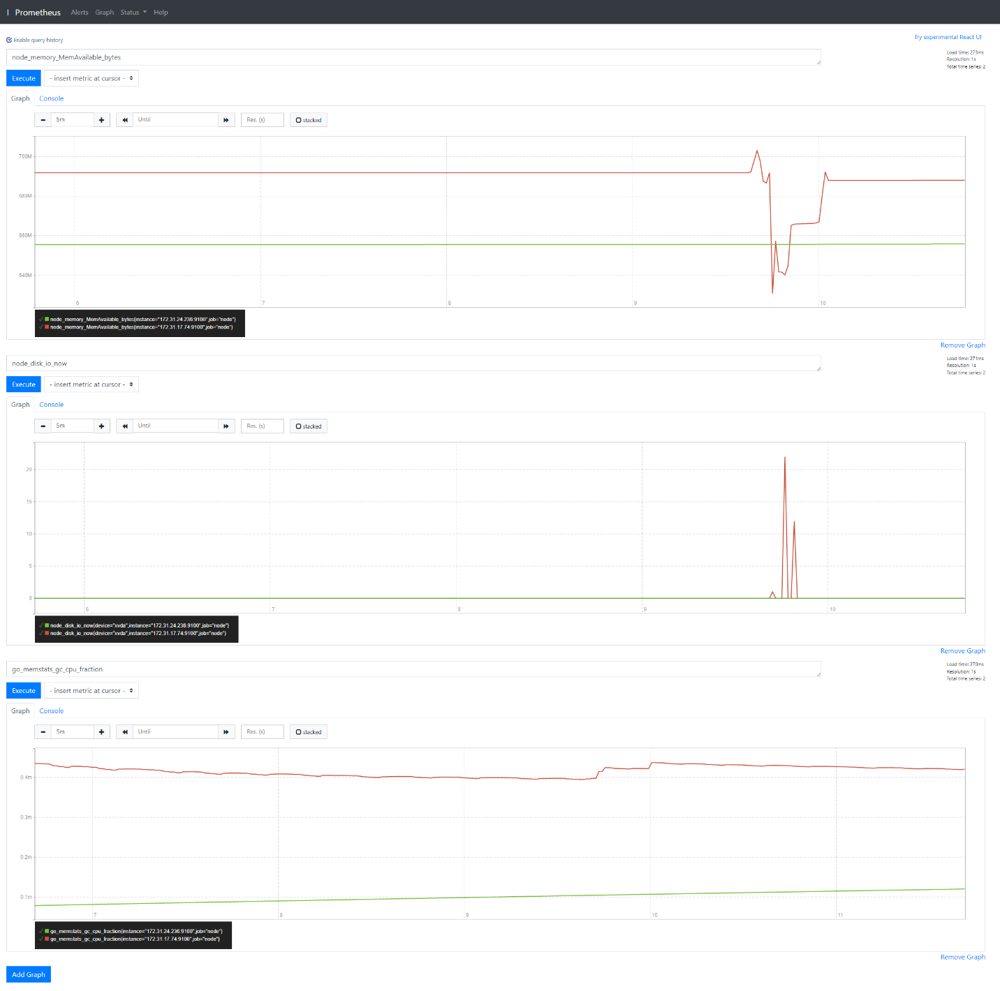 Prometheus Alerts Graph Status Help
Enable query history
Try experimental React UI
node_memory_MemAvailable_bytes
Load time: 273ms
Resolution: 1s
Total time series: 2
Execute - insert metric at cursor -
Graph Console
5m Until Res. (s) stacked
700M
680M
660M
640M
6 7 8 9 10
node_memory_MemAvailable_bytes{instance="172.31.24.236:9100",job="node"}
node_memory_MemAvailable_bytes{instance="172.31.17.74:9100",job="node"}
Remove Graph
node_disk_io_now
Load time: 271ms
Resolution: 1s
Total time series: 2
Execute - insert metric at cursor -
Graph Console
5m Until Res. (s) stacked
20
15
10
5
0
6 7 8 9 10
node_disk_io_now{device="xvda",instance="172.31.24.236:9100",job="node"}
node_disk_io_now{device="xvda",instance="172.31.17.74:9100",job="node"}
Remove Graph
go_memstats_gc_cpu_fraction
Load time: 270ms
Resolution: 1s
Total time series: 2
Execute - insert metric at cursor -
Graph Console
5m Until Res. (s) stacked
0.4m
0.3m
0.2m
0.1m
7 8 9 10 11
go_memstats_gc_cpu_fraction{instance="172.31.24.236:9100",job="node"}
go_memstats_gc_cpu_fraction{instance="172.31.17.74:9100",job="node"}
Remove Graph
Add Graph